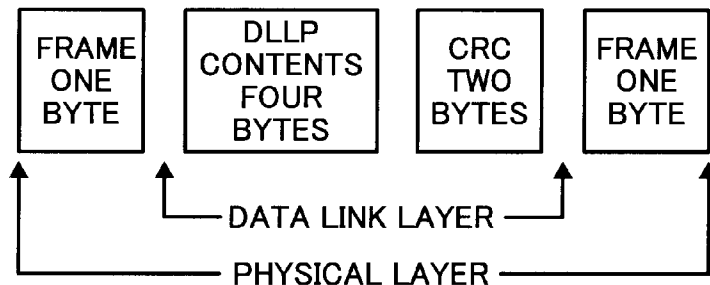 FRAME
ONE
BYTE
DLLP
CONTENTS
FOUR
BYTES
CRC
TWO
BYTES
FRAME
ONE
BYTE
DATA LINK LAYER
PHYSICAL LAYER